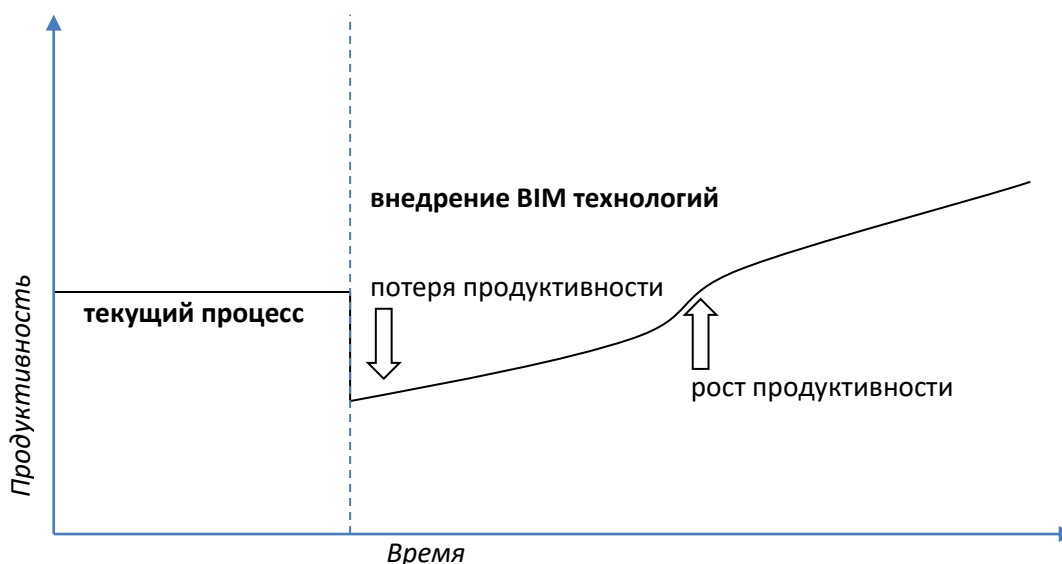 внедрение BIM технологий
потеря продуктивности
текущий процесс
рост продуктивности
Продуктивность
Время